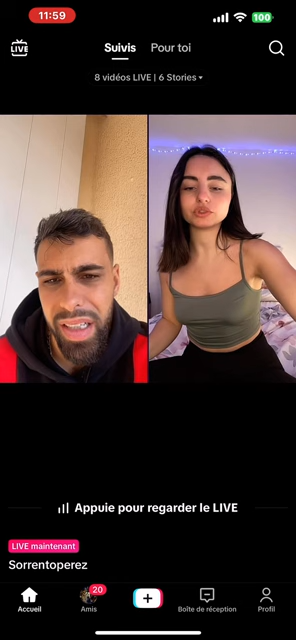 11:59
100
LIVE
Suivis Pour toi
8 vidéos LIVE | 6 Stories
Appuie pour regarder le LIVE
LIVE maintenant
Sorrentoperez
20
Accueil Amis Boîte de réception Profil